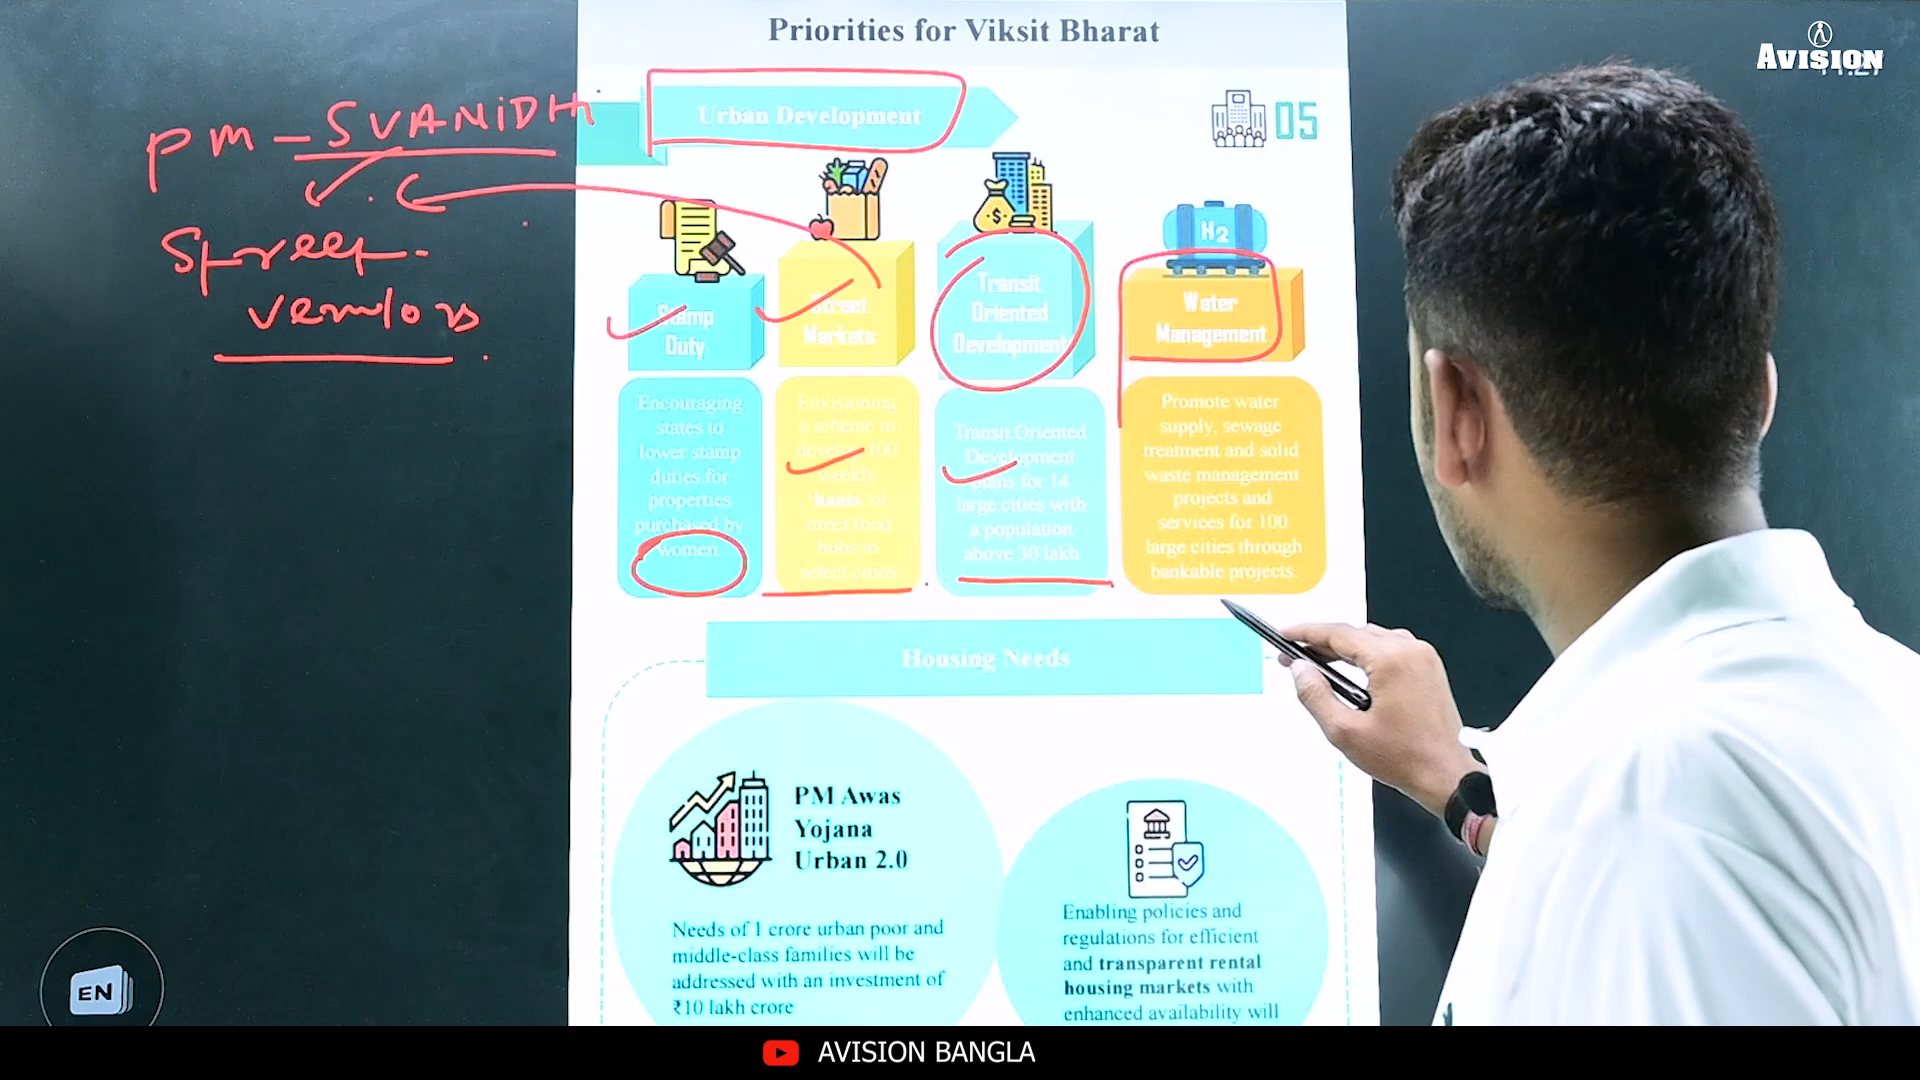 Priorities for Viksit Bharat
AVISION
Urban Development
05
PM - SVANIDH
Street
vendors
H2
Stamp
Duty
Street
Markets
Transit
Oriented
Development
Water
Management
Encouraging
states to
lower stamp
duties for
properties
purchased by
women.
Envisioning
a scheme to
develop 100
weekly
haats or
street food
hubs in
select cities
Transit Oriented
Development
plans for 14
large cities with
a population
above 30 lakh
Promote water
supply, sewage
treatment and solid
waste management
projects and
services for 100
large cities through
bankable projects.
Housing Needs
PM Awas
Yojana
Urban 2.0
Needs of 1 crore urban poor and
middle-class families will be
addressed with an investment of
₹10 lakh crore
Enabling policies and
regulations for efficient
and transparent rental
housing markets with
enhanced availability will
EN
AVISION BANGLA